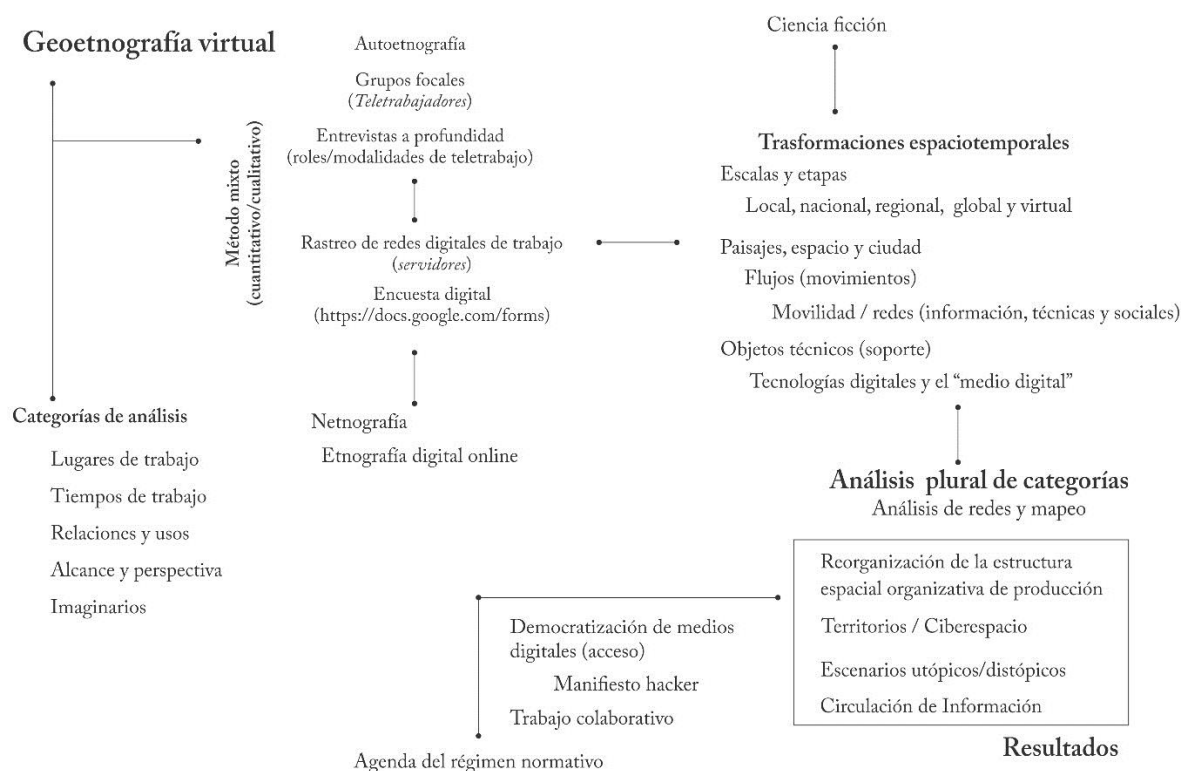 Geoetnografía virtual
Método mixto
(cuantitativo/cualitativo)
Autoetnografía
Grupos focales
(Teletrabajadores)
Entrevistas a profundidad
(roles/modalidades de teletrabajo)
Rastreo de redes digitales de trabajo
(servidores)
Encuesta digital
(https://docs.google.com/forms)
Netnografía
Etnografía digital online
Categorías de análisis
Lugares de trabajo
Tiempos de trabajo
Relaciones y usos
Alcance y perspectiva
Imaginarios
Ciencia ficción
Trasformaciones espaciotemporales
Escalas y etapas
Local, nacional, regional, global y virtual
Paisajes, espacio y ciudad
Flujos (movimientos)
Movilidad / redes (información, técnicas y sociales)
Objetos técnicos (soporte)
Tecnologías digitales y el “medio digital”
Análisis plural de categorías
Análisis de redes y mapeo
Reorganización de la estructura
espacial organizativa de producción
Territorios / Ciberespacio
Escenarios utópicos/distópicos
Circulación de Información
Resultados
Democratización de medios
digitales (acceso)
Manifiesto hacker
Trabajo colaborativo
Agenda del régimen normativo